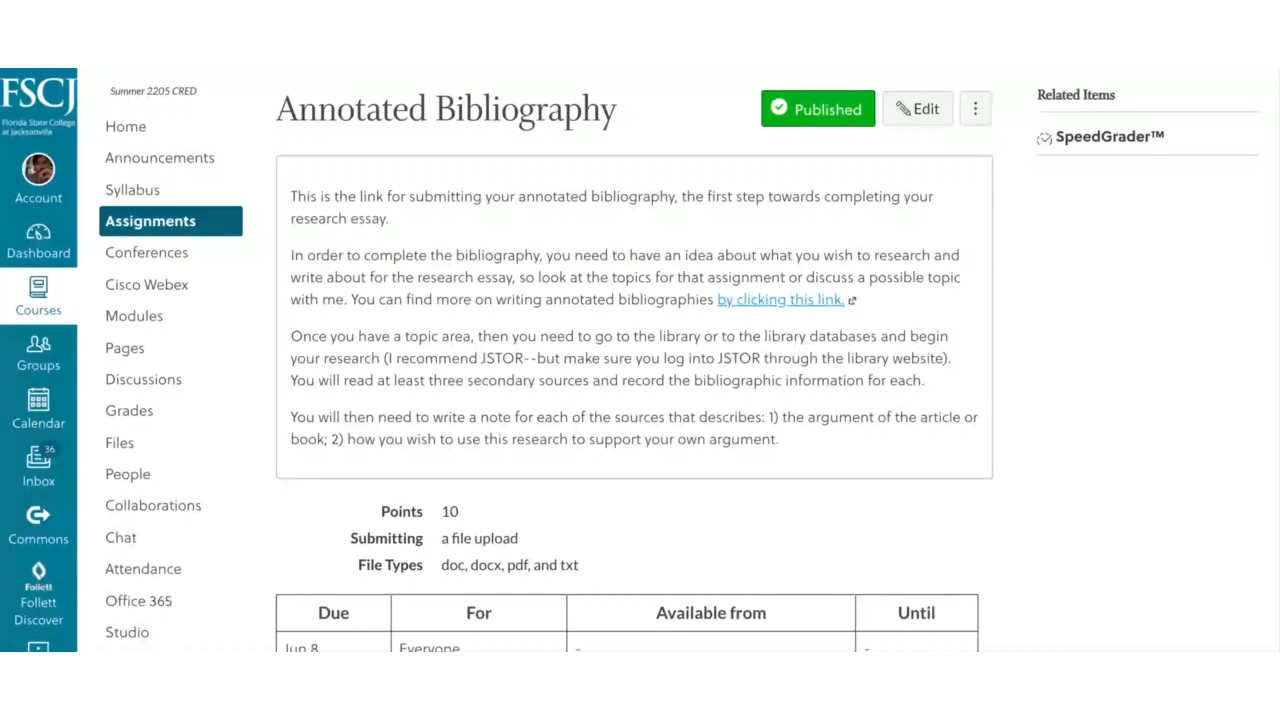 FSCJ
Florida State College
at Jacksonville
Account
Dashboard
Courses
Groups
Calendar
36
Inbox
Commons
Follett
Follett
Discover
Summer 2205 CRED
Home
Announcements
Syllabus
Assignments
Conferences
Cisco Webex
Modules
Pages
Discussions
Grades
Files
People
Collaborations
Chat
Attendance
Office 365
Studio
Annotated Bibliography
Published
Edit
This is the link for submitting your annotated bibliography, the first step towards completing your
research essay.
In order to complete the bibliography, you need to have an idea about what you wish to research and
write about for the research essay, so look at the topics for that assignment or discuss a possible topic
with me. You can find more on writing annotated bibliographies by clicking this link.
Once you have a topic area, then you need to go to the library or to the library databases and begin
your research (I recommend JSTOR--but make sure you log into JSTOR through the library website).
You will read at least three secondary sources and record the bibliographic information for each.
You will then need to write a note for each of the sources that describes: 1) the argument of the article or
book; 2) how you wish to use this research to support your own argument.
Points 10
Submitting a file upload
File Types doc, docx, pdf, and txt
Due For Available from Until
Jun 8 Everyone - -
Related Items
SpeedGrader™